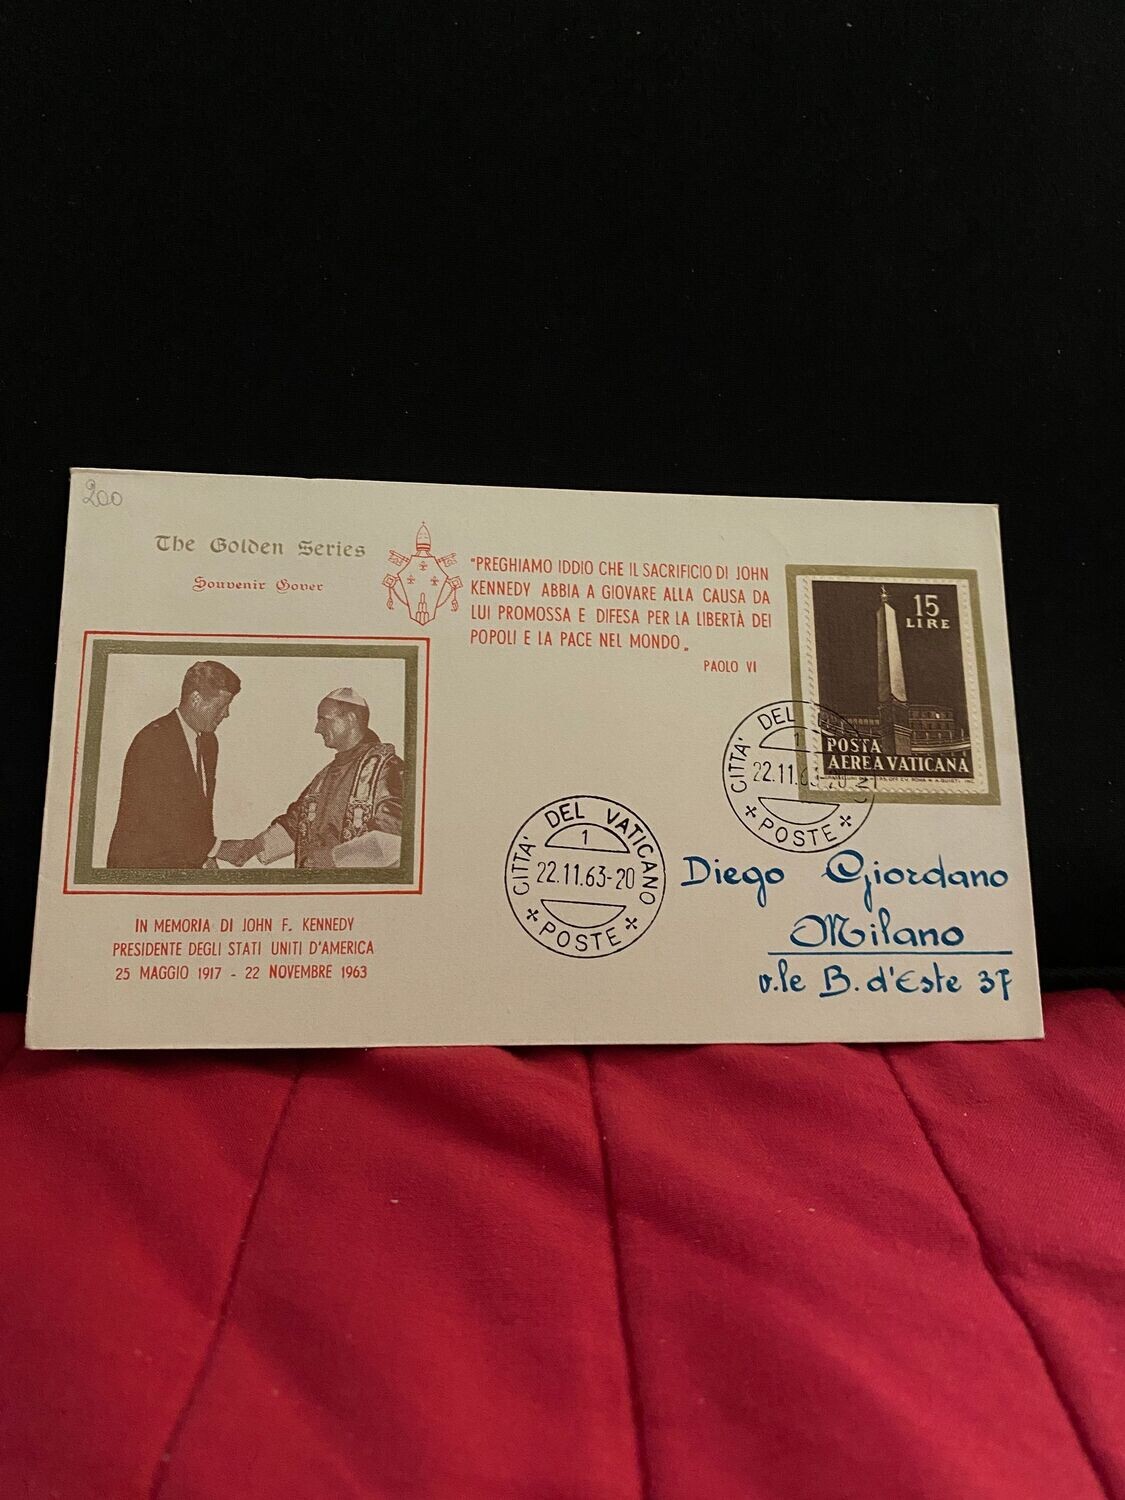 200
The Golden Series
Souvenir Cover
"PREGHIAMO IDDIO CHE IL SACRIFICIO DI JOHN
KENNEDY ABBIA A GIOVARE ALLA CAUSA DA
LUI PROMOSSA E DIFESA PER LA LIBERTÀ DEI
POPOLI E LA PACE NEL MONDO„
PAOLO VI
15
LIRE
POSTA
AEREA VATICANA
CITTA' DEL
1
22.11.63-20
POSTE
CITTA' DEL VATICANO
1
22.11.63-20
POSTE
Diego Giordano
Milano
v.le B. d'Este 37
IN MEMORIA DI JOHN F. KENNEDY
PRESIDENTE DEGLI STATI UNITI D'AMERICA
25 MAGGIO 1917 - 22 NOVEMBRE 1963